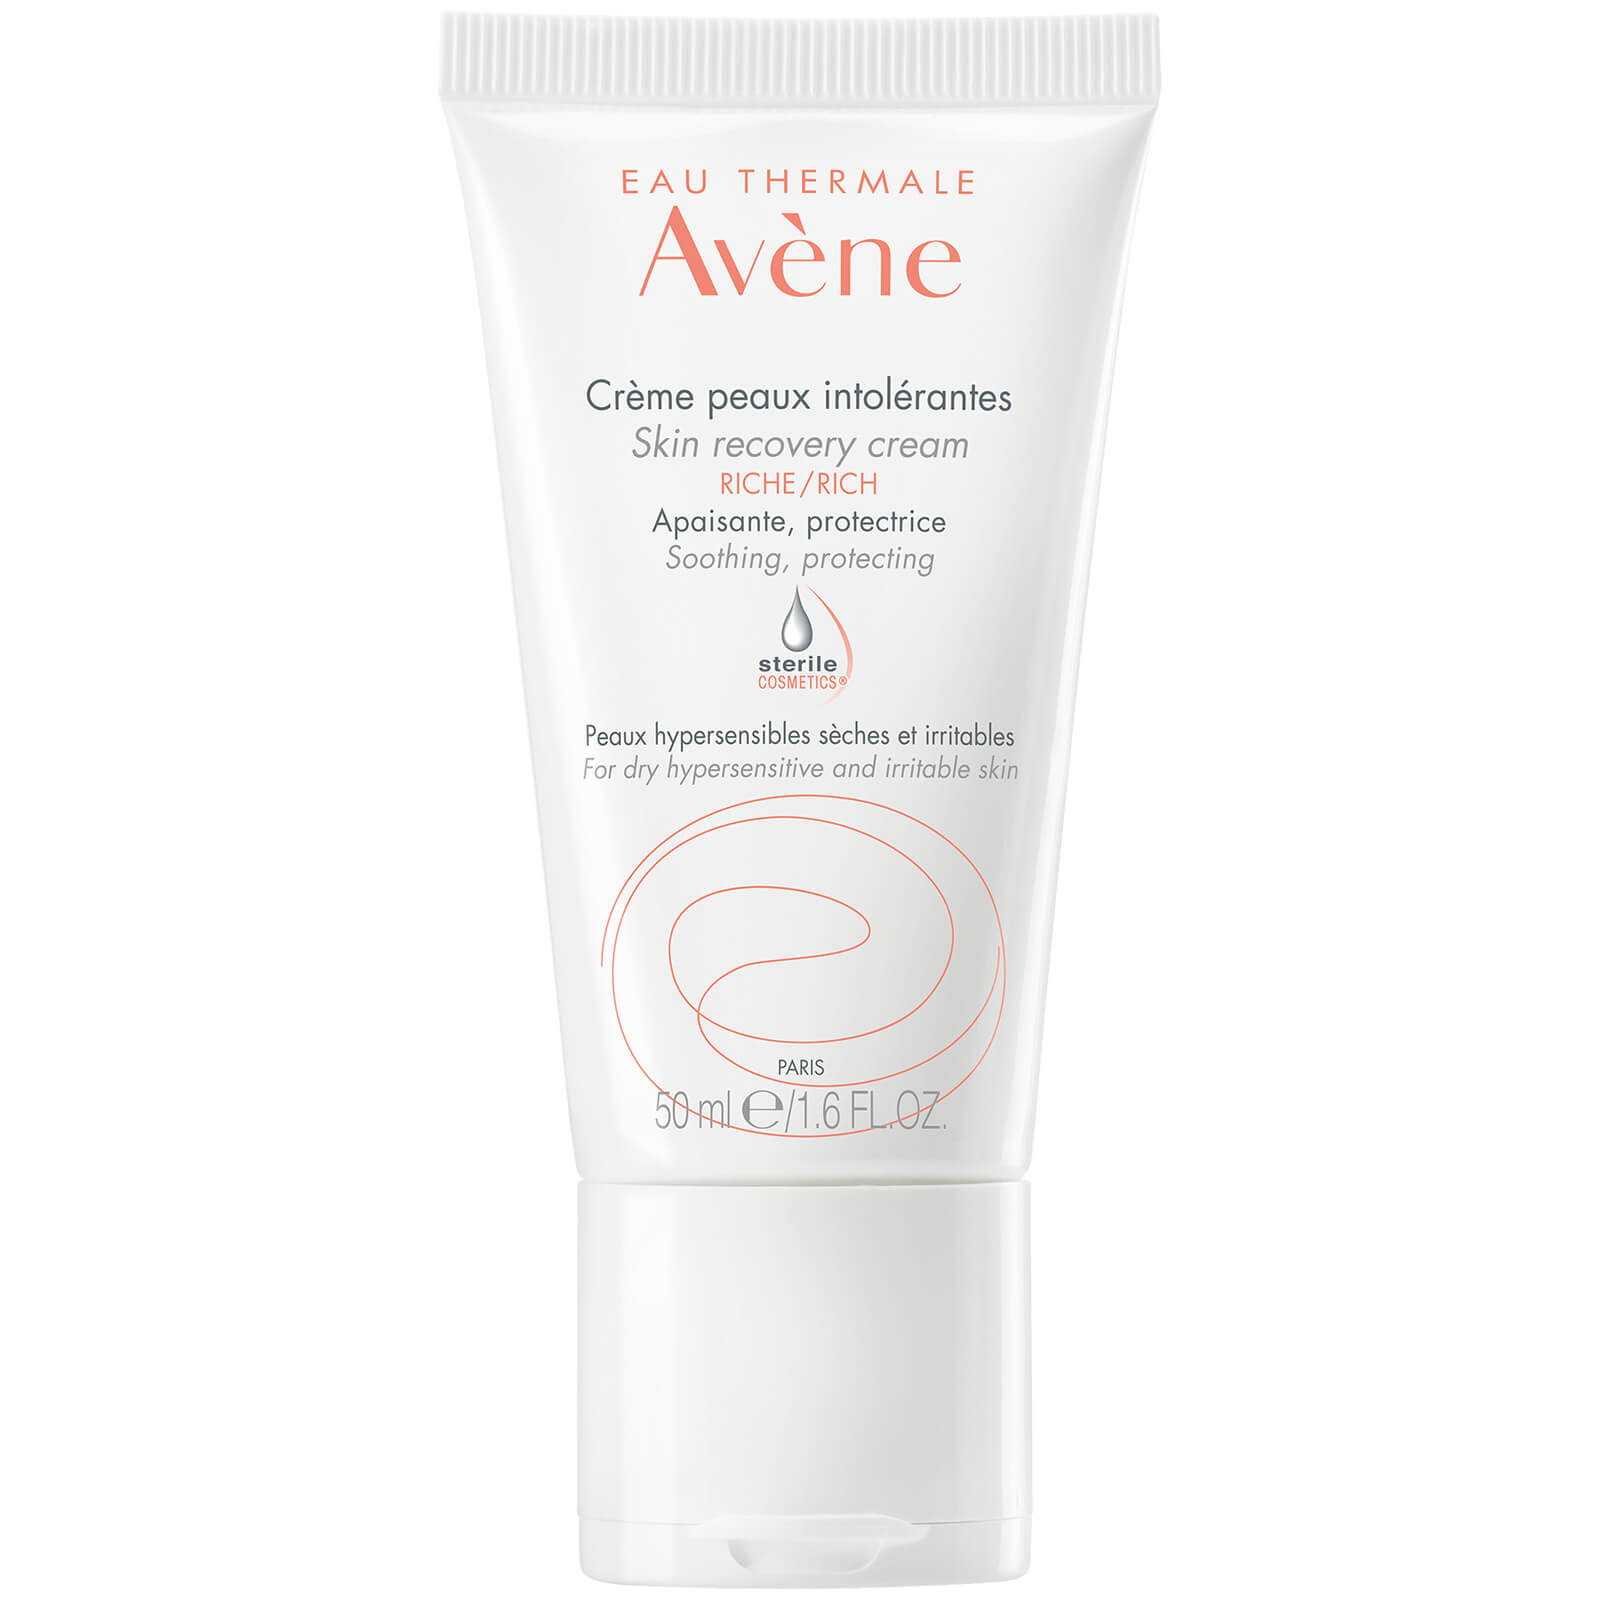 EAU THERMALE
Avène
Crème peaux intolérantes
Skin recovery cream
RICHE/RICH
Apaisante, protectrice
Soothing, protecting
sterile
COSMETICS®
Peaux hypersensibles sèches et irritables
For dry hypersensitive and irritable skin
PARIS
50 ml ℮/1.6 FL.OZ.